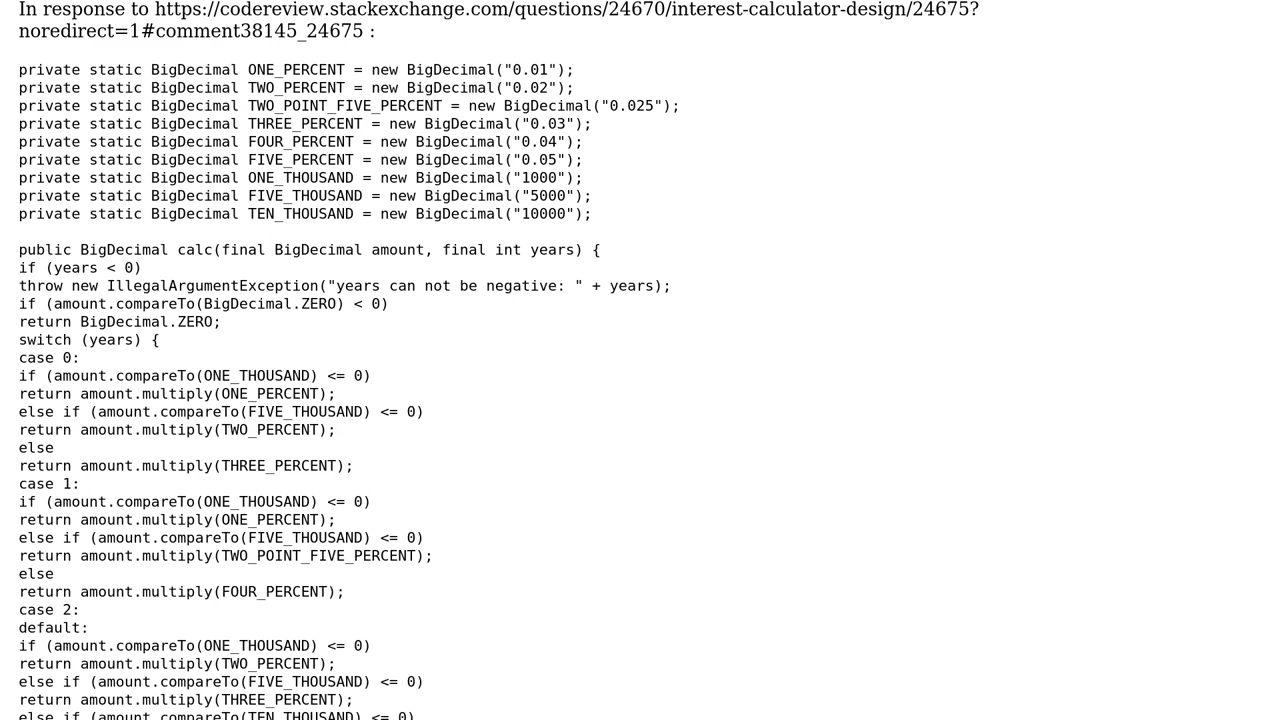 In response to https://codereview.stackexchange.com/questions/24670/interest-calculator-design/24675?
noredirect=1#comment38145_24675 :
private static BigDecimal ONE_PERCENT = new BigDecimal("0.01");
private static BigDecimal TWO_PERCENT = new BigDecimal("0.02");
private static BigDecimal TWO_POINT_FIVE_PERCENT = new BigDecimal("0.025");
private static BigDecimal THREE_PERCENT = new BigDecimal("0.03");
private static BigDecimal FOUR_PERCENT = new BigDecimal("0.04");
private static BigDecimal FIVE_PERCENT = new BigDecimal("0.05");
private static BigDecimal ONE_THOUSAND = new BigDecimal("1000");
private static BigDecimal FIVE_THOUSAND = new BigDecimal("5000");
private static BigDecimal TEN_THOUSAND = new BigDecimal("10000");
public BigDecimal calc(final BigDecimal amount, final int years) {
if (years < 0)
throw new IllegalArgumentException("years can not be negative: " + years);
if (amount.compareTo(BigDecimal.ZERO) < 0)
return BigDecimal.ZERO;
switch (years) {
case 0:
if (amount.compareTo(ONE_THOUSAND) <= 0)
return amount.multiply(ONE_PERCENT);
else if (amount.compareTo(FIVE_THOUSAND) <= 0)
return amount.multiply(TWO_PERCENT);
else
return amount.multiply(THREE_PERCENT);
case 1:
if (amount.compareTo(ONE_THOUSAND) <= 0)
return amount.multiply(ONE_PERCENT);
else if (amount.compareTo(FIVE_THOUSAND) <= 0)
return amount.multiply(TWO_POINT_FIVE_PERCENT);
else
return amount.multiply(FOUR_PERCENT);
case 2:
default:
if (amount.compareTo(ONE_THOUSAND) <= 0)
return amount.multiply(TWO_PERCENT);
else if (amount.compareTo(FIVE_THOUSAND) <= 0)
return amount.multiply(THREE_PERCENT);
else if (amount.compareTo(TEN_THOUSAND) <= 0)